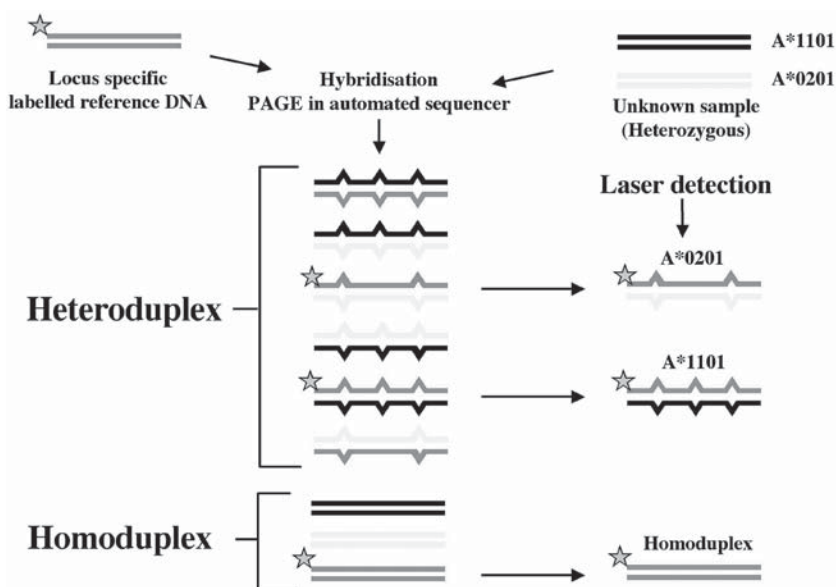 Locus specific
labelled reference DNA
Hybridisation
PAGE in automated sequencer
A*1101
A*0201
Unknown sample
(Heterozygous)
Laser detection
A*0201
Heteroduplex
A*1101
Homoduplex
Homoduplex